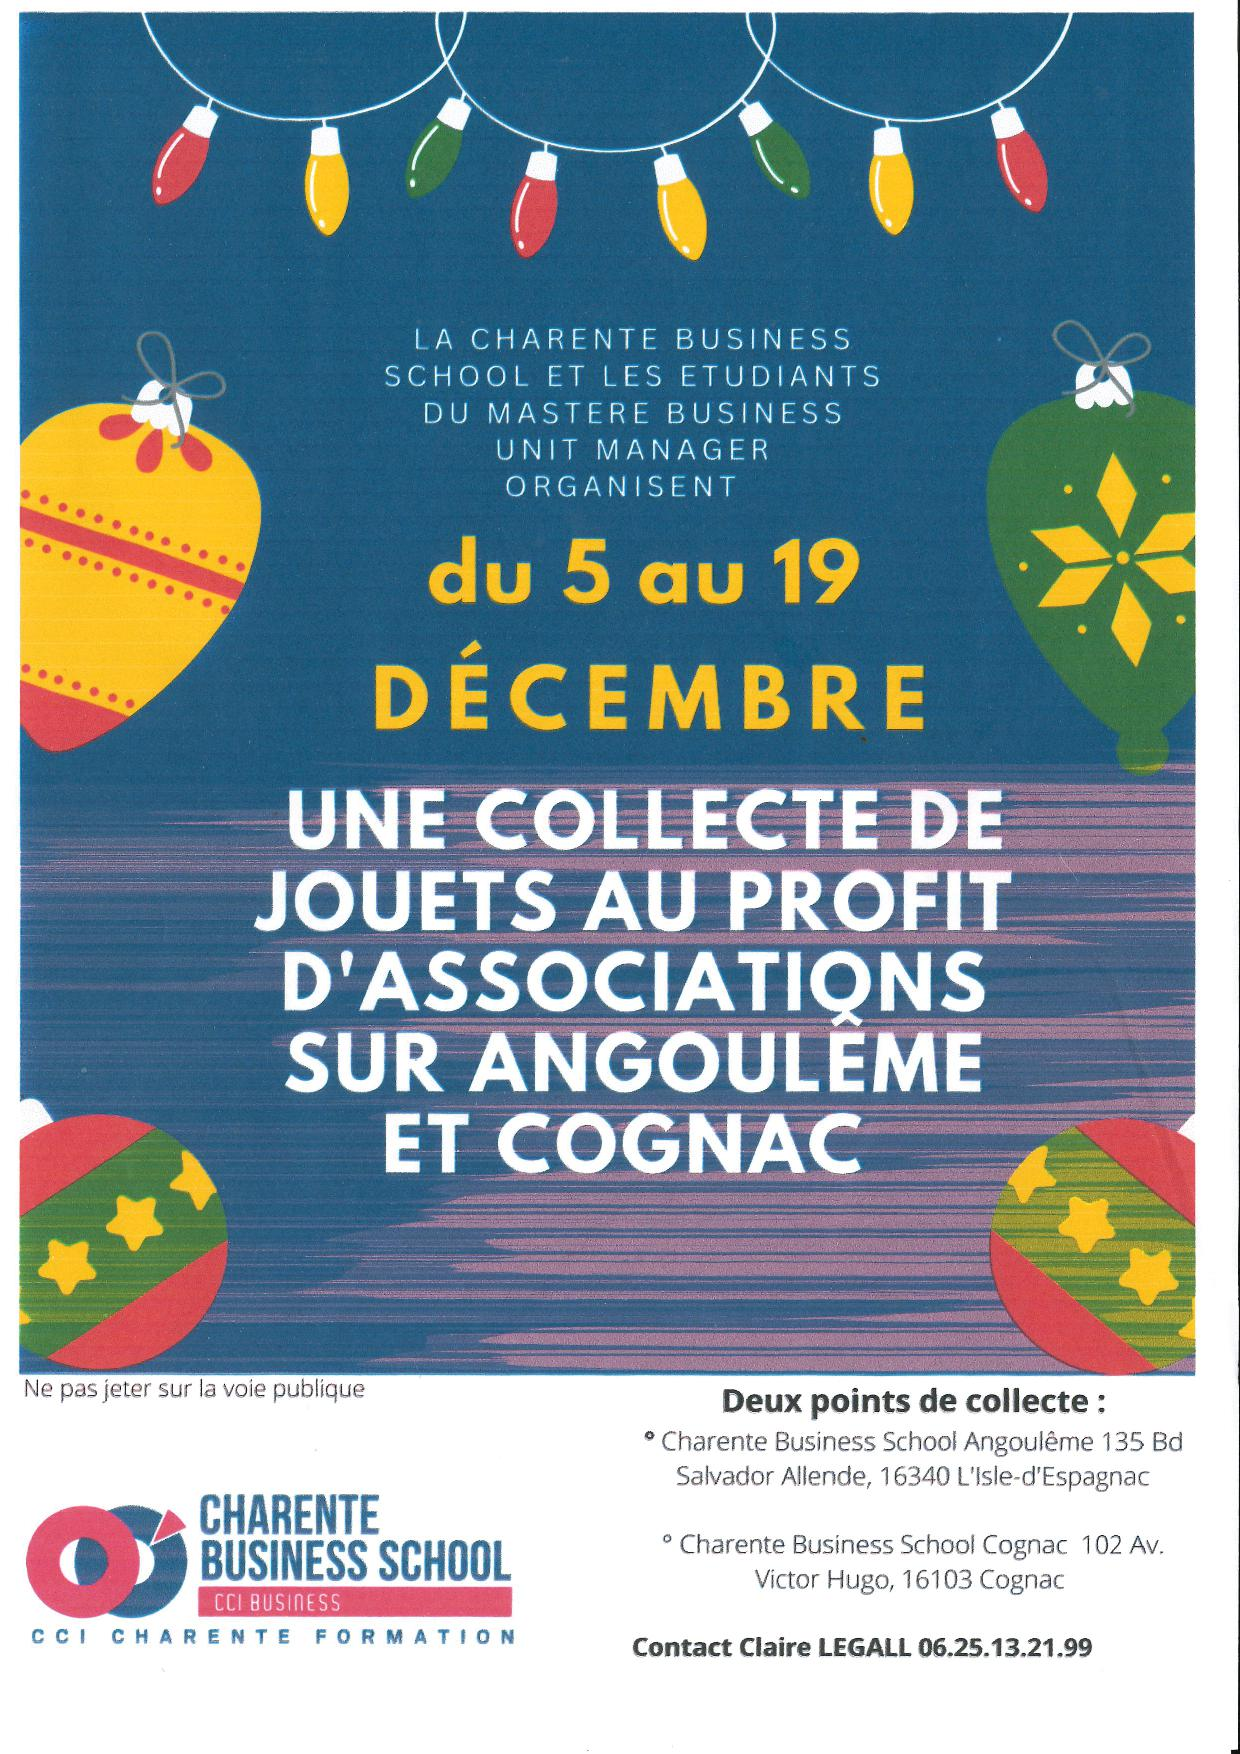 LA CHARENTE BUSINESS
SCHOOL ET LES ETUDIANTS
DU MASTERE BUSINESS
UNIT MANAGER
ORGANISENT
du 5 au 19
DÉCEMBRE
UNE COLLECTE DE
JOUETS AU PROFIT
D'ASSOCIATIONS
SUR ANGOULÊME
ET COGNAC
Ne pas jeter sur la voie publique
Deux points de collecte :
° Charente Business School Angoulême 135 Bd
Salvador Allende, 16340 L'Isle-d'Espagnac
° Charente Business School Cognac 102 Av.
Victor Hugo, 16103 Cognac
Contact Claire LEGALL 06.25.13.21.99
CHARENTE
BUSINESS SCHOOL
CCI BUSINESS
CCI CHARENTE FORMATION